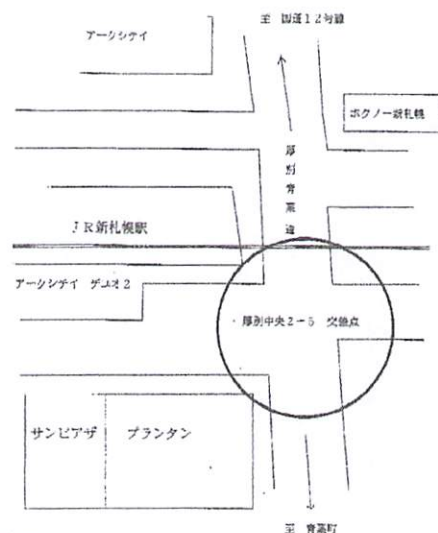 至 国道12号線
アークシティ
ホクノー新札幌
厚別青葉通
JR新札幌駅
アークシティ デュオ2
厚別中央2-5 交差点
サンピアザ
プランタン
至 青葉町